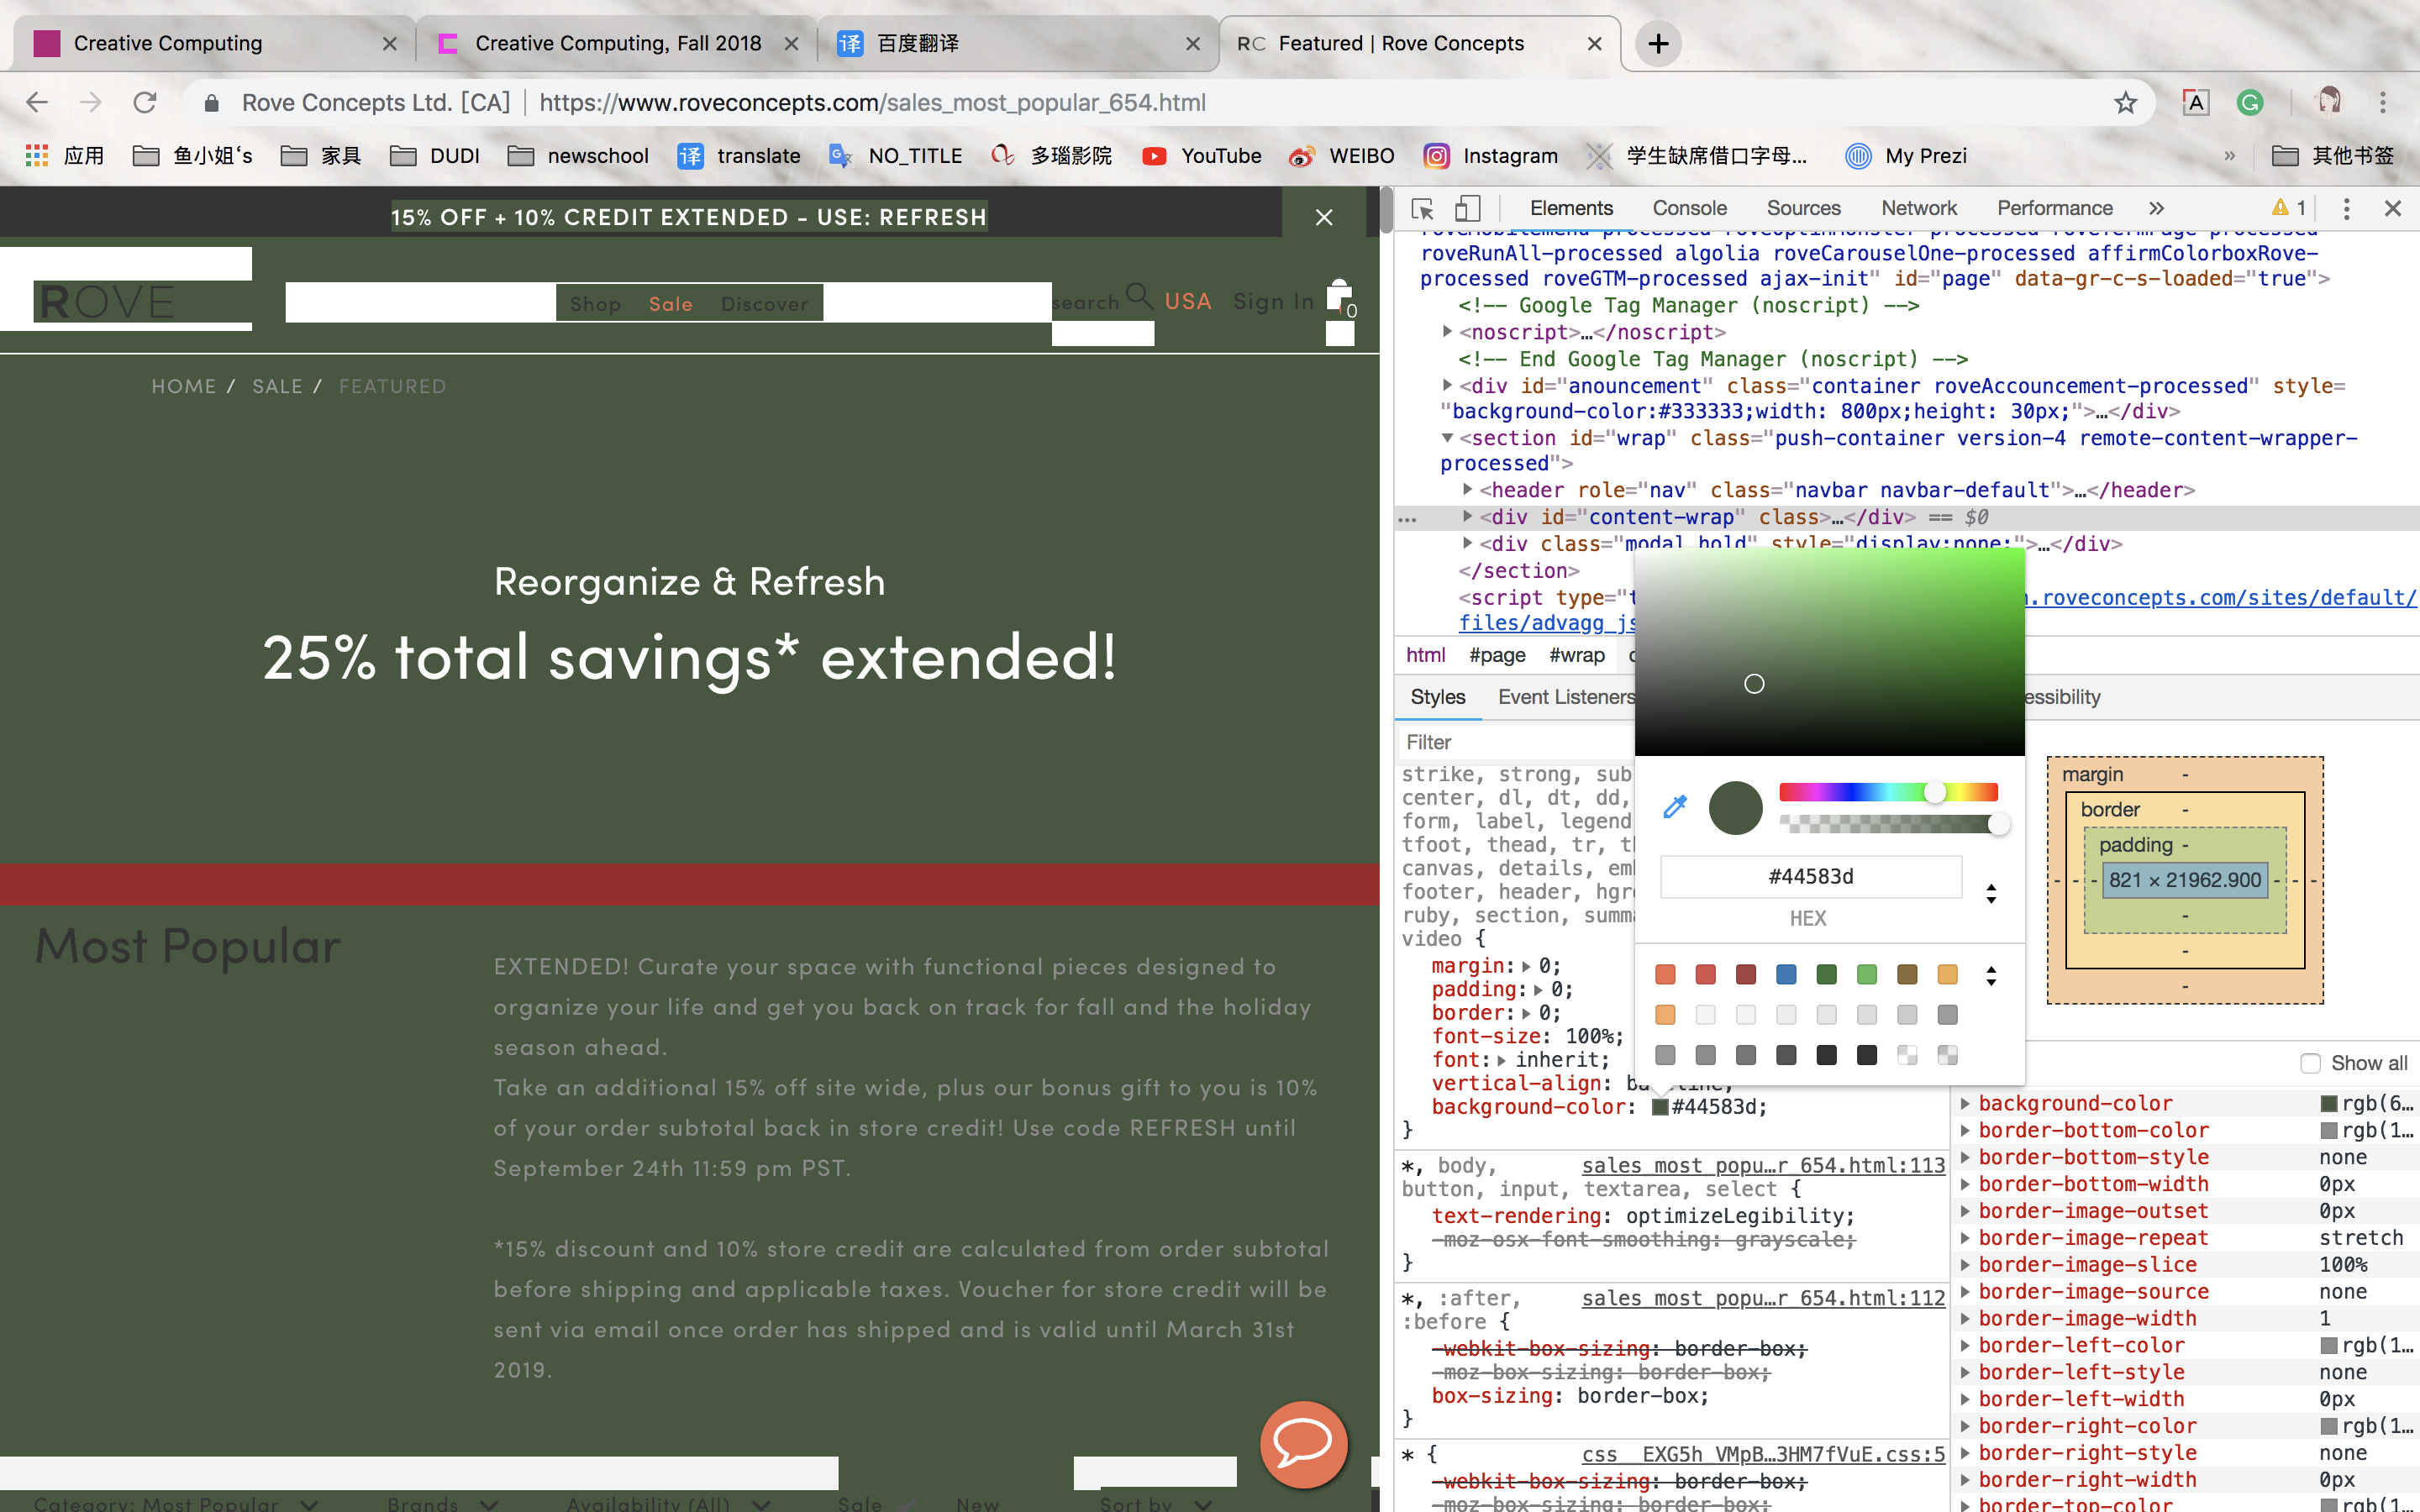 Creative Computing
Creative Computing, Fall 2018
译 百度翻译
RC Featured | Rove Concepts
Rove Concepts Ltd. [CA] | https://www.roveconcepts.com/sales_most_popular_654.html
应用 鱼小姐‘s 家具 DUDI newschool 译 translate NO_TITLE 多瑙影院 YouTube WEIBO Instagram 学生缺席借口字母... My Prezi » 其他书签
15% OFF + 10% CREDIT EXTENDED - USE: REFRESH
ROVE
Shop Sale Discover
search USA Sign In 0
HOME / SALE / FEATURED
Reorganize & Refresh
25% total savings* extended!
Most Popular
EXTENDED! Curate your space with functional pieces designed to
organize your life and get you back on track for fall and the holiday
season ahead.
Take an additional 15% off site wide, plus our bonus gift to you is 10%
of your order subtotal back in store credit! Use code REFRESH until
September 24th 11:59 pm PST.
*15% discount and 10% store credit are calculated from order subtotal
before shipping and applicable taxes. Voucher for store credit will be
sent via email once order has shipped and is valid until March 31st
2019.
Category: Most Popular Brands Availability (All) Sale New Sort by
Elements Console Sources Network Performance » 1
roveMobilemenu-processed roveOptinMonster-processed roveTermPage-processed
roveRunAll-processed algolia roveCarouselOne-processed affirmColorboxRove-
processed roveGTM-processed ajax-init" id="page" data-gr-c-s-loaded="true">
<!-- Google Tag Manager (noscript) -->
<noscript>…</noscript>
<!-- End Google Tag Manager (noscript) -->
<div id="anouncement" class="container roveAccouncement-processed" style=
"background-color:#333333;width: 800px;height: 30px;">…</div>
<section id="wrap" class="push-container version-4 remote-content-wrapper-
processed">
<header role="nav" class="navbar navbar-default">…</header>
... <div id="content-wrap" class>…</div> == $0
<div class="modal hold" style="display:none;">…</div>
</section>
<script type="t n.roveconcepts.com/sites/default/
files/advagg_js
html #page #wrap
Styles Event Listeners essibility
Filter
strike, strong, sub
center, dl, dt, dd,
form, label, legend
tfoot, thead, tr, t
canvas, details, em
footer, header, hgr
ruby, section, summ
video {
margin: 0;
padding: 0;
border: 0;
font-size: 100%;
font: inherit;
vertical-align: baseline;
background-color: #44583d;
}
*, body, sales_most_popu…r_654.html:113
button, input, textarea, select {
text-rendering: optimizeLegibility;
-moz-osx-font-smoothing: grayscale;
}
*, :after, sales_most_popu…r_654.html:112
:before {
-webkit-box-sizing: border-box;
-moz-box-sizing: border-box;
box-sizing: border-box;
}
* { css__EXG5h_VMpB…3HM7fVuE.css:5
-webkit-box-sizing: border-box;
-moz-box-sizing: border-box;
#44583d
HEX
margin -
border -
padding -
- - - 821 × 21962.900 - - -
-
-
-
Show all
background-color rgb(6…
border-bottom-color rgb(1…
border-bottom-style none
border-bottom-width 0px
border-image-outset 0px
border-image-repeat stretch
border-image-slice 100%
border-image-source none
border-image-width 1
border-left-color rgb(1…
border-left-style none
border-left-width 0px
border-right-color rgb(1…
border-right-style none
border-right-width 0px
border-top-color rgb(1…